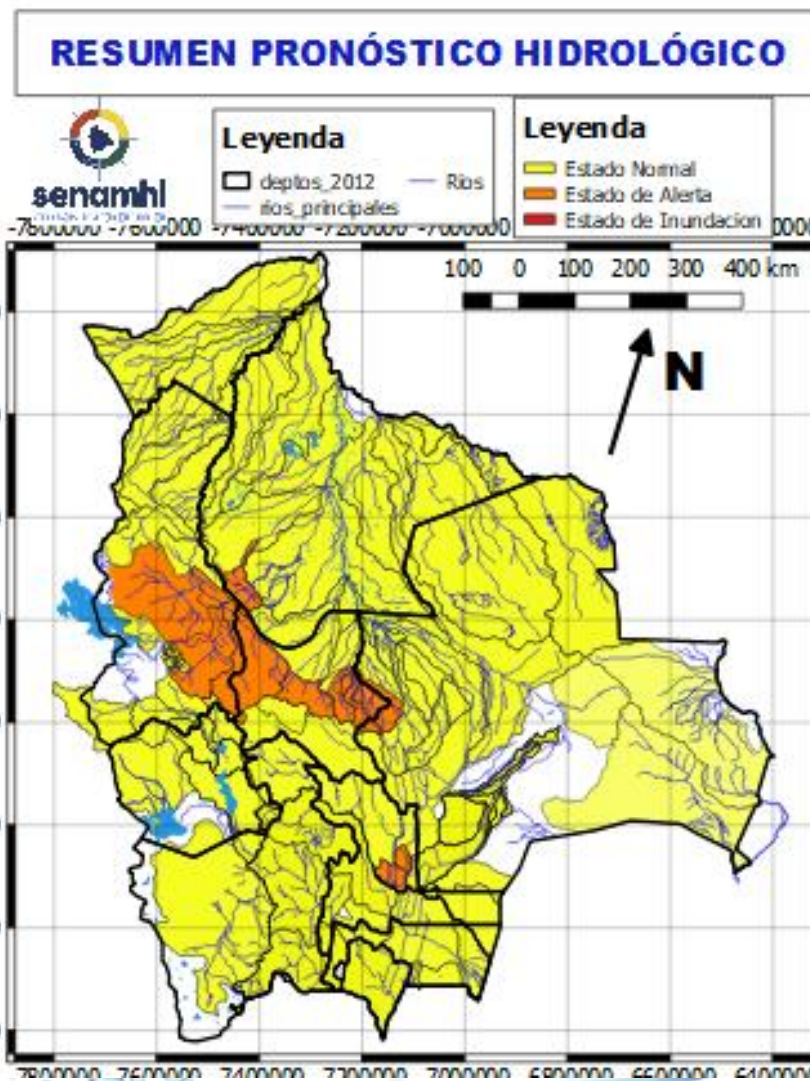 RESUMEN PRONÓSTICO HIDROLÓGICO
senamhi
Leyenda
deptos_2012
Rios
rios_principales
Leyenda
Estado Normal
Estado de Alerta
Estado de Inundacion
-7800000 -7600000 -7400000 -7200000 -7000000
100 0 100 200 300 400 km
N
-7800000 -7600000 -7400000 -7200000 -7000000 -6800000 -6600000 -6400000